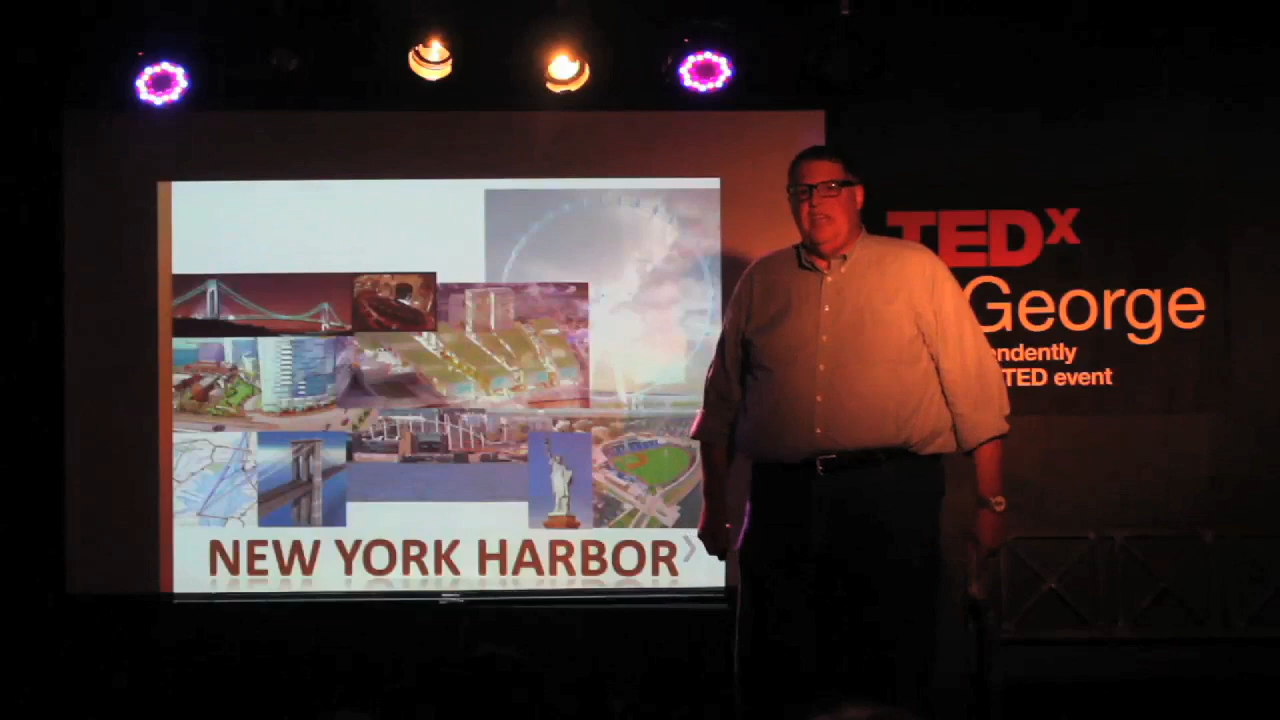 NEW YORK HARBOR
TEDx
George
endently
TED event